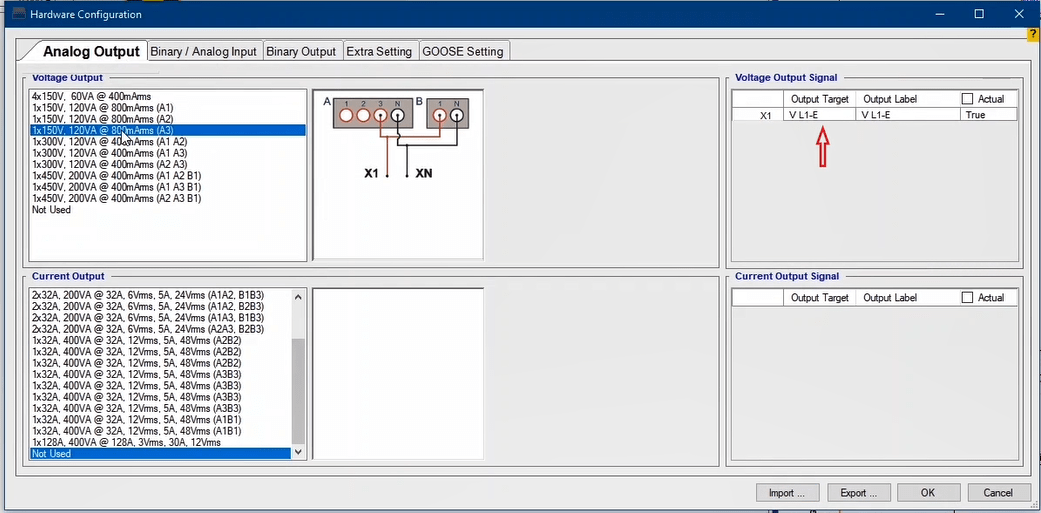 Hardware Configuration
?
Analog Output
Binary / Analog Input
Binary Output
Extra Setting
GOOSE Setting
Voltage Output
4x150V, 60VA @ 400mArms
1x150V, 120VA @ 800mArms (A1)
1x150V, 120VA @ 800mArms (A2)
1x150V, 120VA @ 800mArms (A3)
1x300V, 120VA @ 400mArms (A1 A2)
1x300V, 120VA @ 400mArms (A1 A3)
1x300V, 120VA @ 400mArms (A2 A3)
1x450V, 200VA @ 400mArms (A1 A2 B1)
1x450V, 200VA @ 400mArms (A1 A3 B1)
1x450V, 200VA @ 400mArms (A2 A3 B1)
Not Used
A 1 2 3 N B 1 N
X1 XN
Voltage Output Signal
Output Target Output Label Actual
X1 V L1-E V L1-E True
Current Output
2x32A, 200VA @ 32A, 6Vrms, 5A, 24Vrms (A1A2, B1B3)
2x32A, 200VA @ 32A, 6Vrms, 5A, 24Vrms (A1A2, B2B3)
2x32A, 200VA @ 32A, 6Vrms, 5A, 24Vrms (A1A3, B1B3)
2x32A, 200VA @ 32A, 6Vrms, 5A, 24Vrms (A2A3, B2B3)
1x32A, 400VA @ 32A, 12Vrms, 5A, 48Vrms (A2B2)
1x32A, 400VA @ 32A, 12Vrms, 5A, 48Vrms (A2B2)
1x32A, 400VA @ 32A, 12Vrms, 5A, 48Vrms (A2B2)
1x32A, 400VA @ 32A, 12Vrms, 5A, 48Vrms (A3B3)
1x32A, 400VA @ 32A, 12Vrms, 5A, 48Vrms (A3B3)
1x32A, 400VA @ 32A, 12Vrms, 5A, 48Vrms (A3B3)
1x32A, 400VA @ 32A, 12Vrms, 5A, 48Vrms (A3B3)
1x32A, 400VA @ 32A, 12Vrms, 5A, 48Vrms (A1B1)
1x32A, 400VA @ 32A, 12Vrms, 5A, 48Vrms (A1B1)
1x128A, 400VA @ 128A, 3Vrms, 30A, 12Vrms
Not Used
Current Output Signal
Output Target Output Label Actual
Import ...
Export ...
OK
Cancel